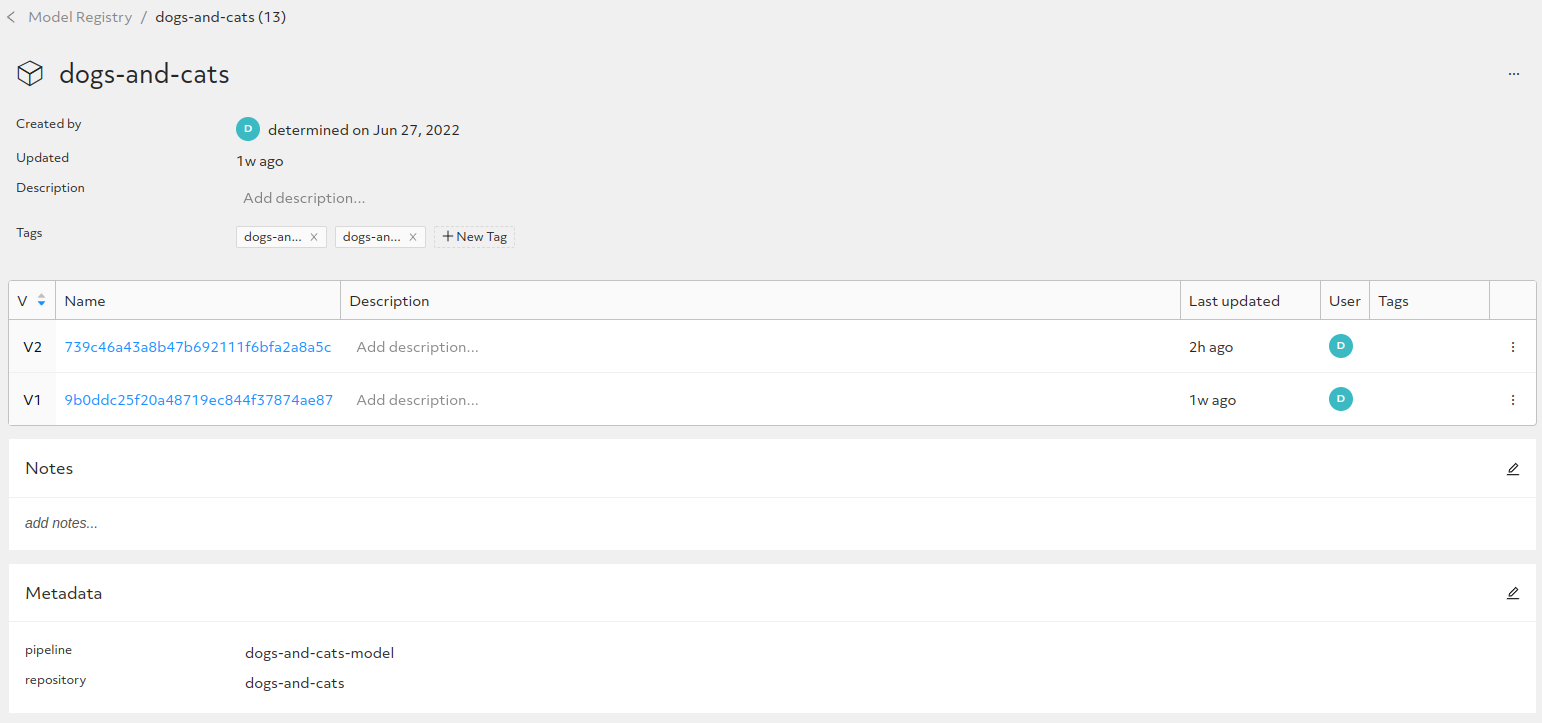 Model Registry / dogs-and-cats (13)
dogs-and-cats
...
Created by D determined on Jun 27, 2022
Updated 1w ago
Description Add description...
Tags dogs-an... × dogs-an... × + New Tag
V Name Description Last updated User Tags
V2 739c46a43a8b47b692111f6bfa2a8a5c Add description... 2h ago D
V1 9b0ddc25f20a48719ec844f37874ae87 Add description... 1w ago D
Notes
add notes...
Metadata
pipeline dogs-and-cats-model
repository dogs-and-cats